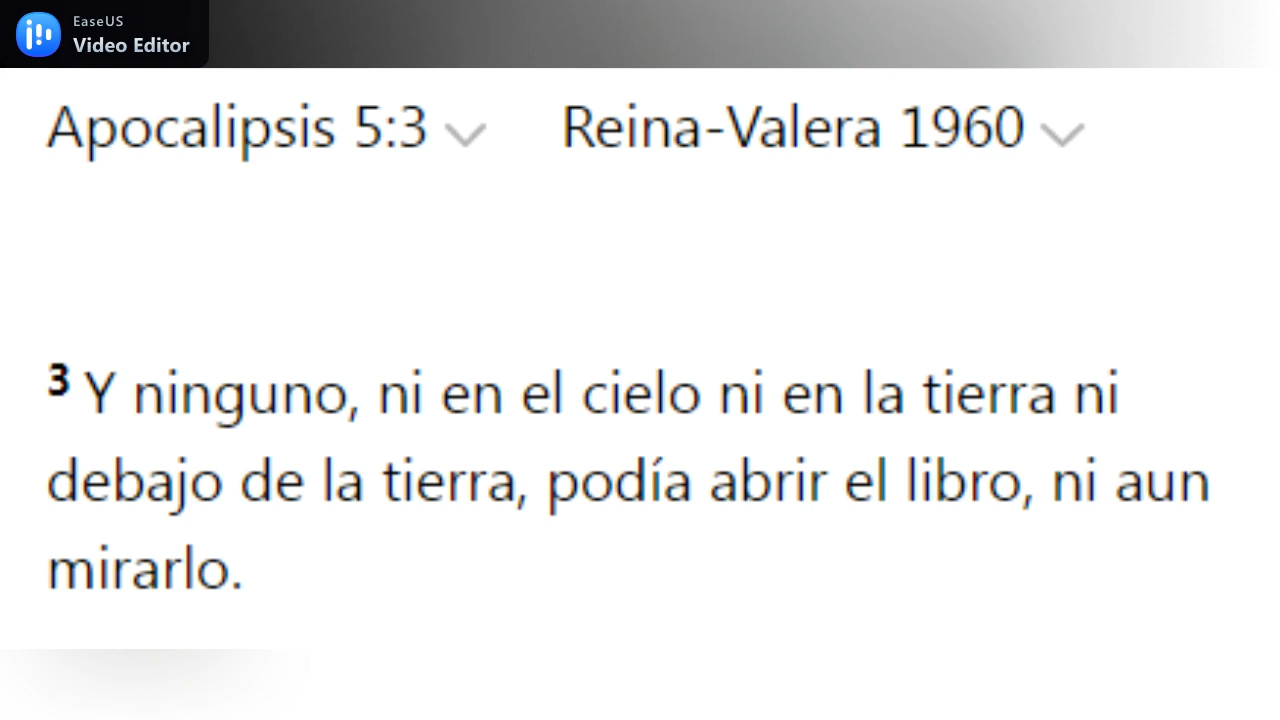 EaseUS
Video Editor
Apocalipsis 5:3 Reina-Valera 1960
3 Y ninguno, ni en el cielo ni en la tierra ni
debajo de la tierra, podía abrir el libro, ni aun
mirarlo.